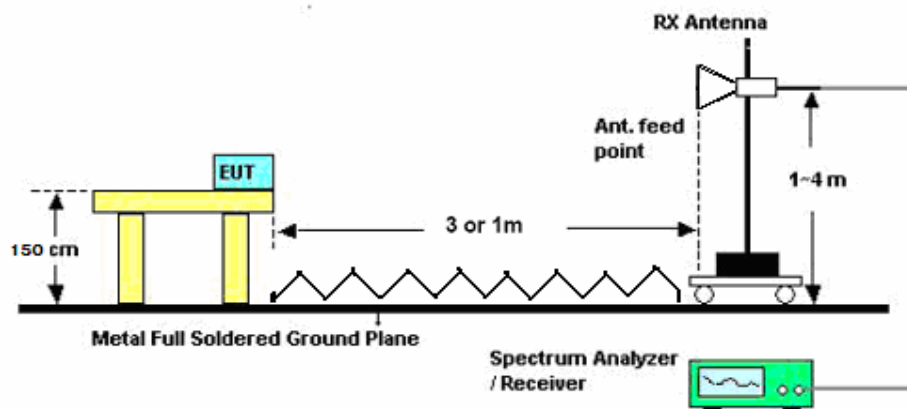 RX Antenna
Ant. feed
point
EUT
1~4 m
3 or 1m
150 cm
Metal Full Soldered Ground Plane
Spectrum Analyzer
/ Receiver